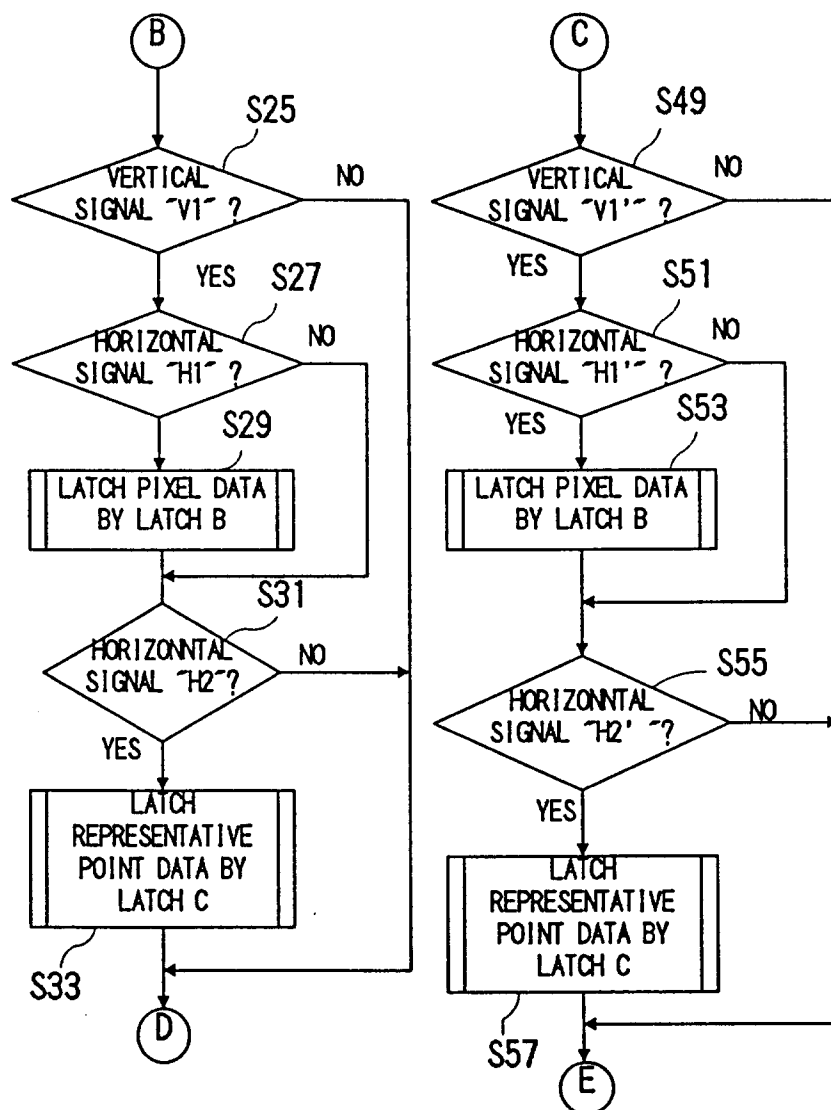 B
S25
VERTICAL
SIGNAL "V1" ?
NO
YES
S27
HORIZONTAL
SIGNAL "H1" ?
NO
S29
LATCH PIXEL DATA
BY LATCH B
S31
HORIZONNTAL
SIGNAL "H2"?
NO
YES
LATCH
REPRESENTATIVE
POINT DATA BY
LATCH C
S33
D
C
S49
VERTICAL
SIGNAL "V1'" ?
NO
YES
S51
HORIZONTAL
SIGNAL "H1'" ?
NO
YES
S53
LATCH PIXEL DATA
BY LATCH B
S55
HORIZONNTAL
SIGNAL "H2' "?
NO
YES
LATCH
REPRESENTATIVE
POINT DATA BY
LATCH C
S57
E